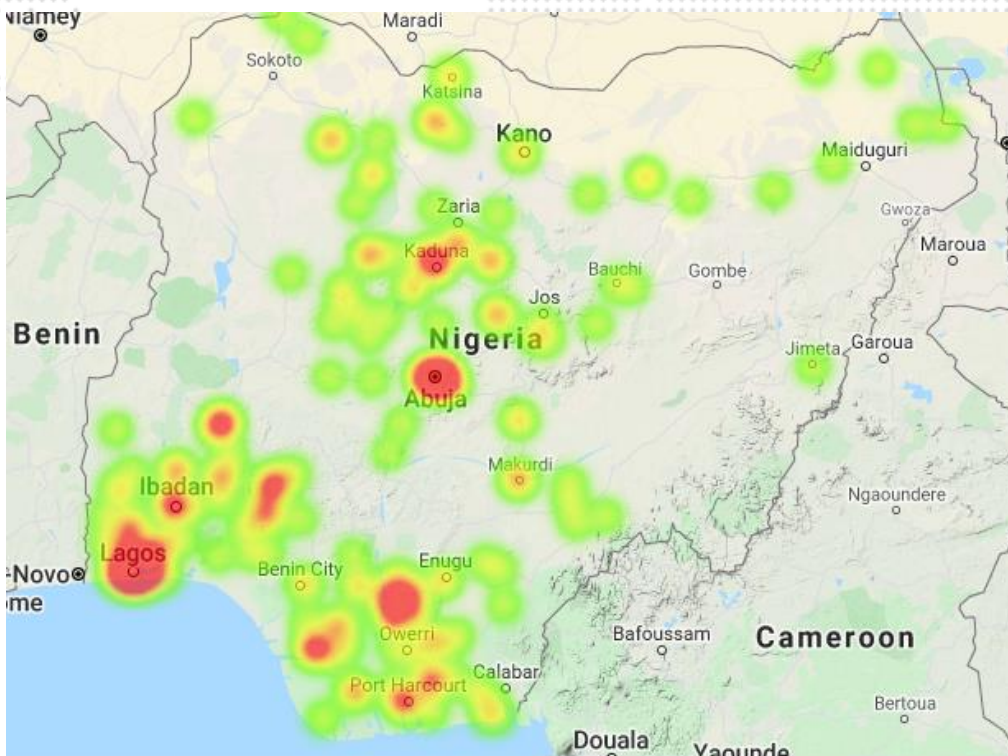 Niamey
Maradi
Sokoto
Katsina
Kano
Maiduguri
Zaria
Gwoza
Kaduna
Maroua
Bauchi
Gombe
Jos
Benin
Nigeria
Garoua
Jimeta
Abuja
Makurdi
Ibadan
Ngaoundere
Lagos
-Novo
Enugu
Benin City
ome
Owerri
Bafoussam
Cameroon
Calabar
Port Harcourt
Bertoua
Douala
Yaounde